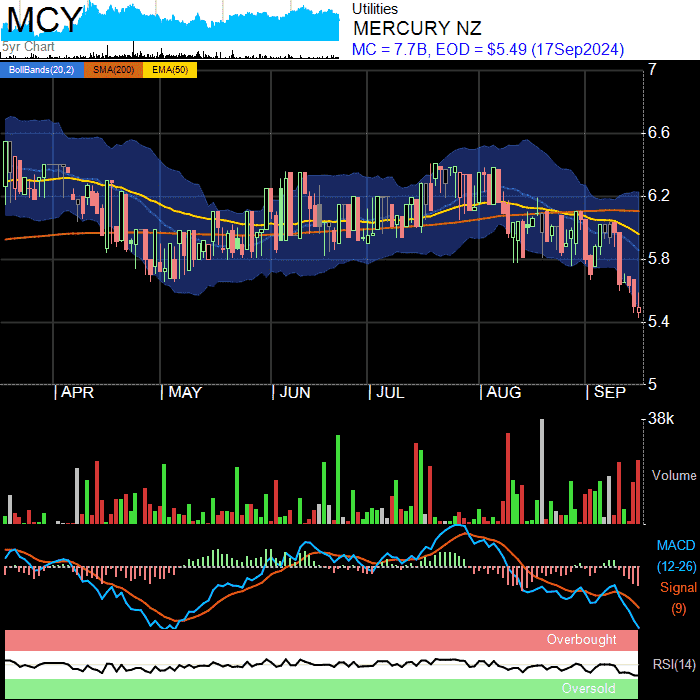 MCY
5yr Chart
Utilities
MERCURY NZ
MC = 7.7B, EOD = $5.49 (17Sep2024)
BollBands(20,2) SMA(200) EMA(50)
7
6.6
6.2
5.8
5.4
5
| APR | MAY | JUN | JUL | AUG | SEP
38k
Volume
MACD
(12-26)
Signal
(9)
Overbought
RSI(14)
Oversold